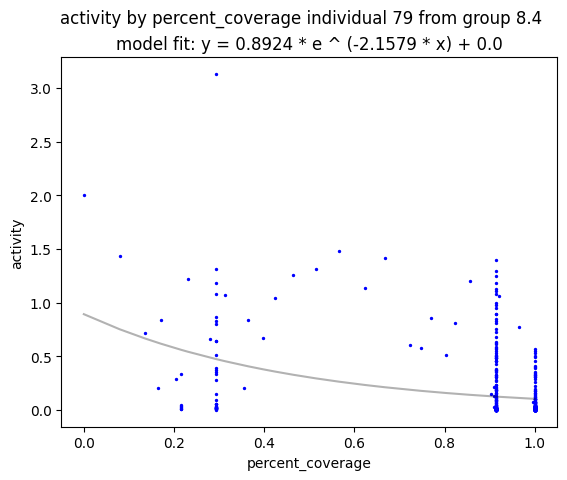 activity by percent_coverage individual 79 from group 8.4
model fit: y = 0.8924 * e ^ (-2.1579 * x) + 0.0
3.0
2.5
2.0
1.5
1.0
0.5
0.0
activity
0.0 0.2 0.4 0.6 0.8 1.0
percent_coverage